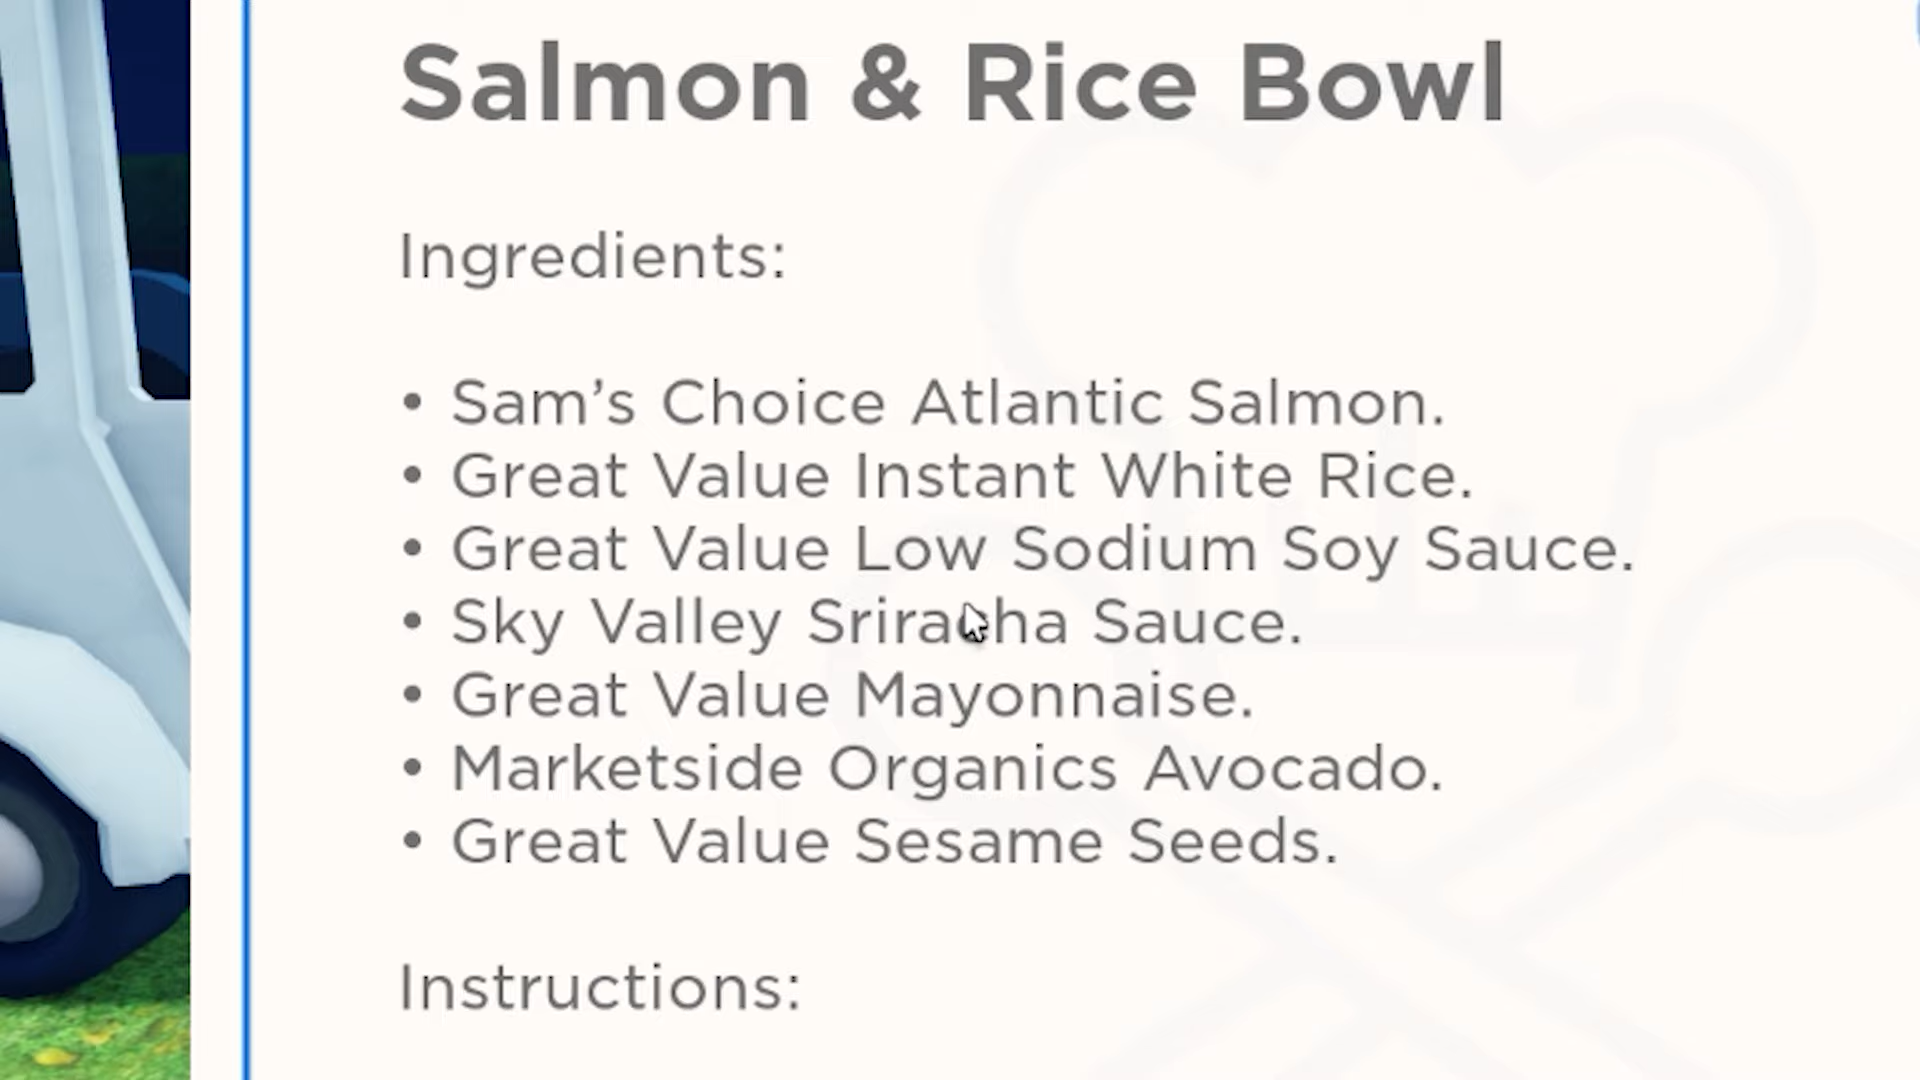 Salmon & Rice Bowl
Ingredients:
• Sam’s Choice Atlantic Salmon.
• Great Value Instant White Rice.
• Great Value Low Sodium Soy Sauce.
• Sky Valley Sriracha Sauce.
• Great Value Mayonnaise.
• Marketside Organics Avocado.
• Great Value Sesame Seeds.
Instructions: